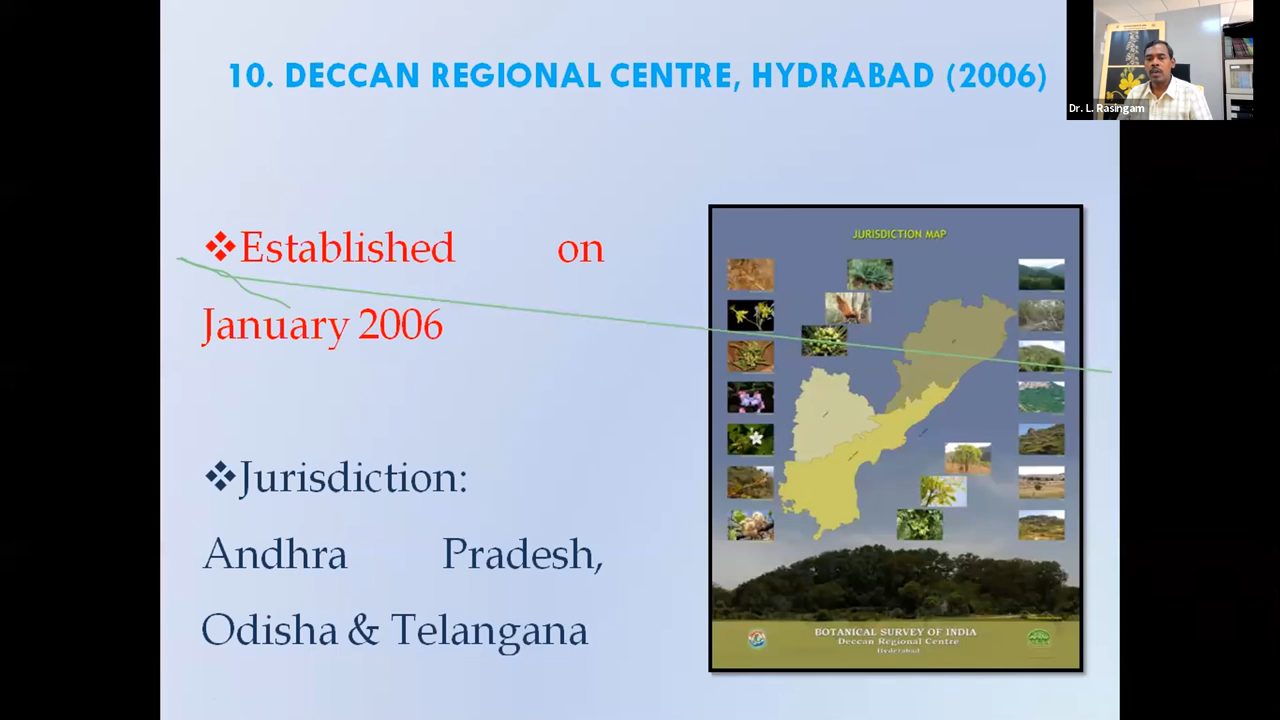 10. DECCAN REGIONAL CENTRE, HYDRABAD (2006)
Dr. L. Rasingam
❖Established on
January 2006
❖Jurisdiction:
Andhra Pradesh,
Odisha & Telangana
JURISDICTION MAP
BOTANICAL SURVEY OF INDIA
Deccan Regional Centre
Hyderabad